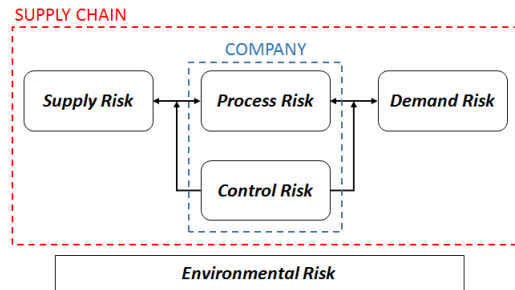 SUPPLY CHAIN
COMPANY
Supply Risk
Process Risk
Demand Risk
Control Risk
Environmental Risk